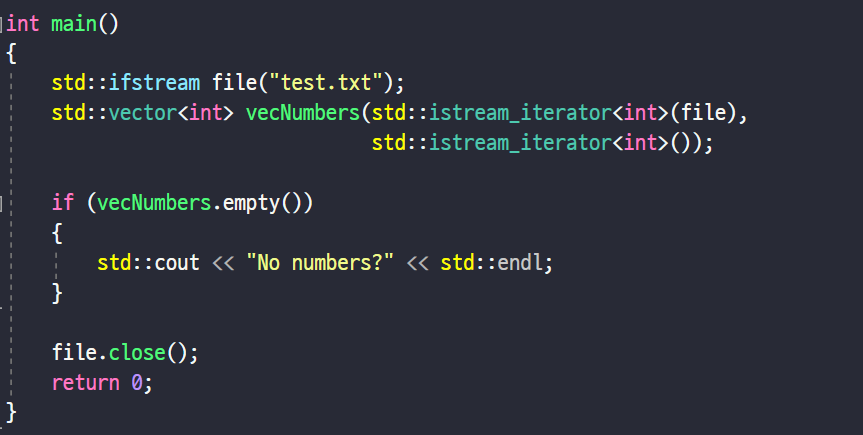 int main()
{
    std::ifstream file("test.txt");
    std::vector<int> vecNumbers(std::istream_iterator<int>(file),
                                std::istream_iterator<int>());

    if (vecNumbers.empty())
    {
        std::cout << "No numbers?" << std::endl;
    }

    file.close();
    return 0;
}